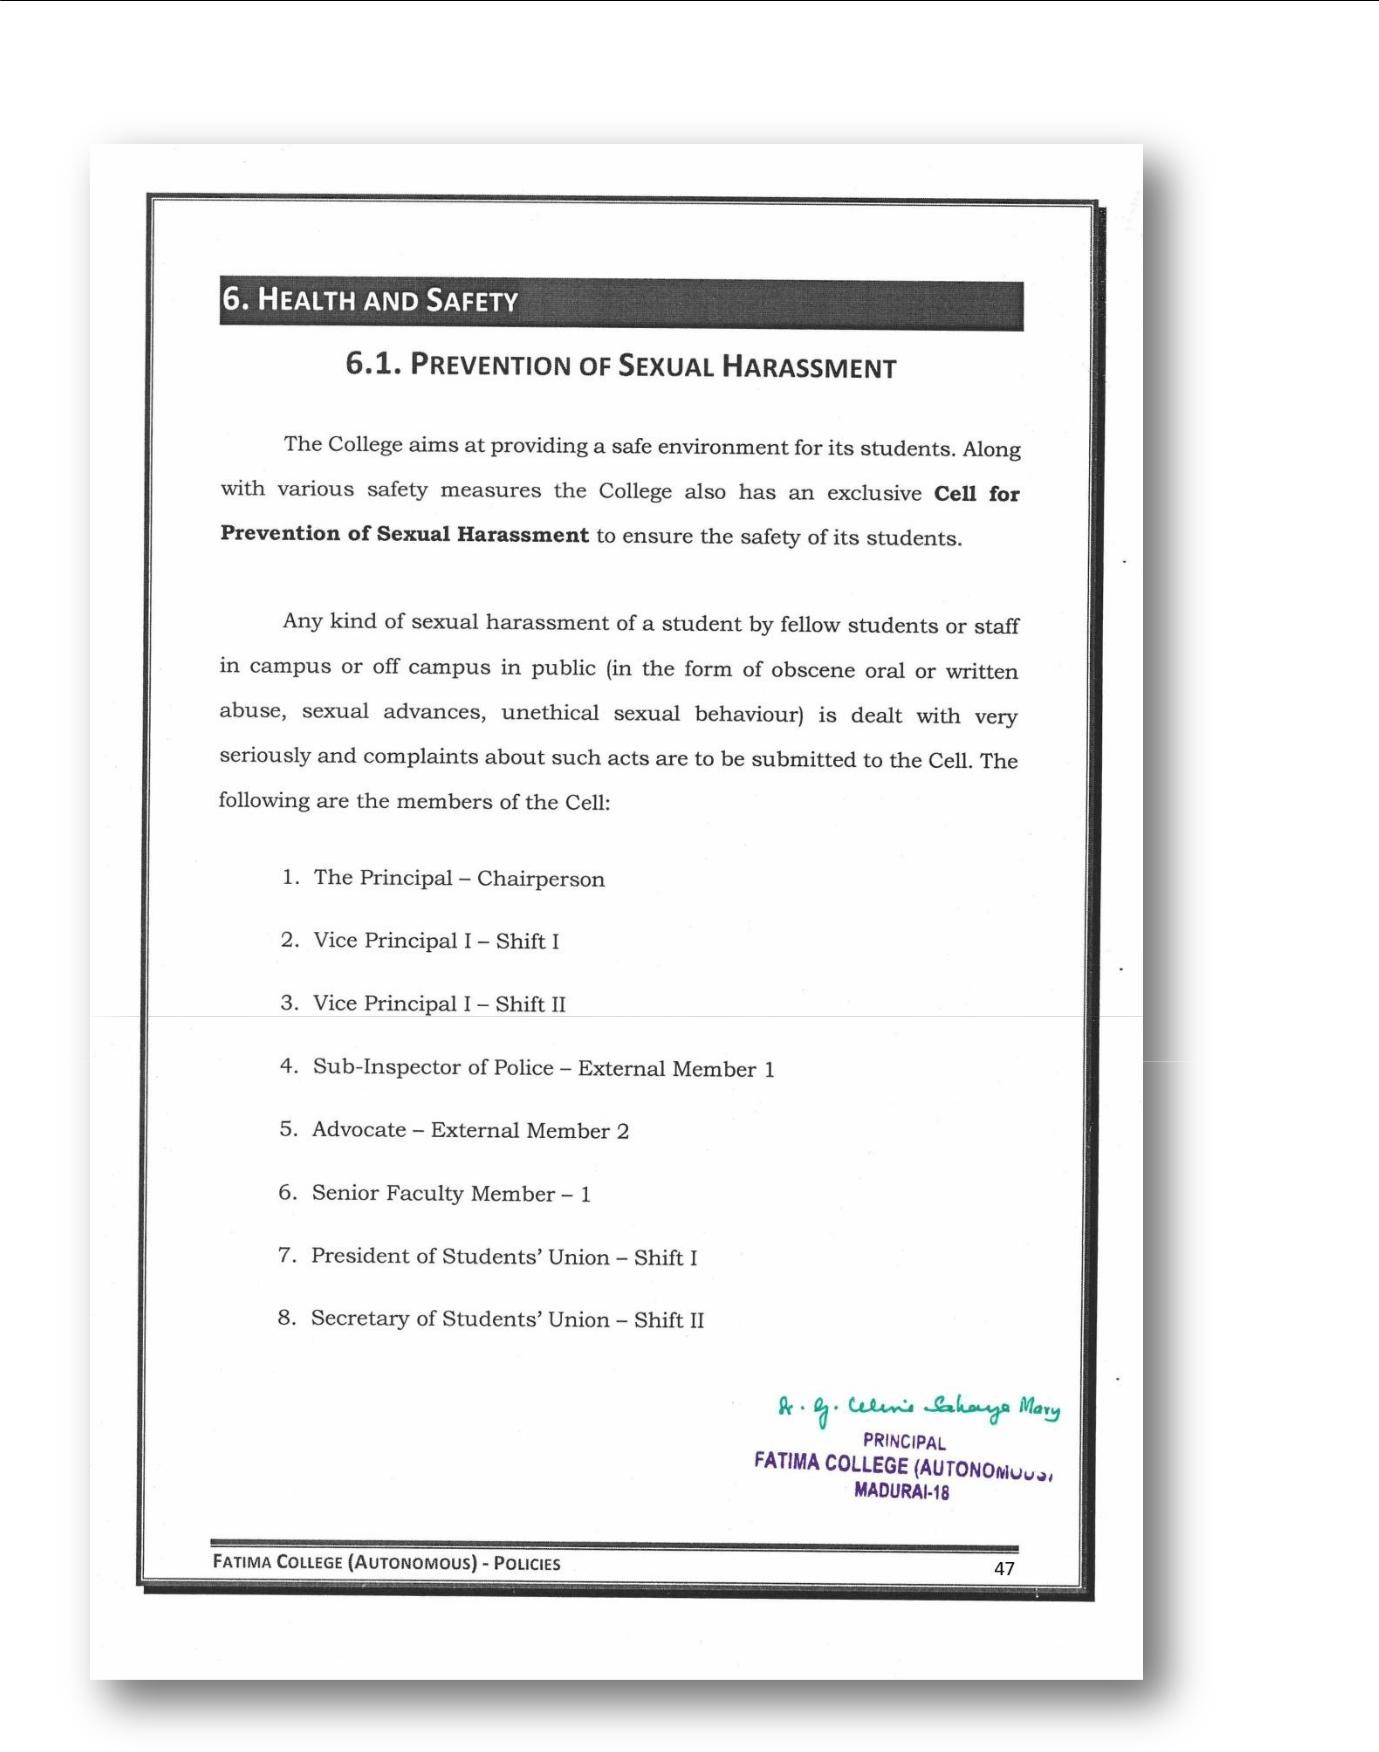 6. HEALTH AND SAFETY
6.1. PREVENTION OF SEXUAL HARASSMENT
The College aims at providing a safe environment for its students. Along
with various safety measures the College also has an exclusive Cell for
Prevention of Sexual Harassment to ensure the safety of its students.
Any kind of sexual harassment of a student by fellow students or staff
in campus or off campus in public (in the form of obscene oral or written
abuse, sexual advances, unethical sexual behaviour) is dealt with very
seriously and complaints about such acts are to be submitted to the Cell. The
following are the members of the Cell:
1. The Principal – Chairperson
2. Vice Principal I – Shift I
3. Vice Principal I – Shift II
4. Sub-Inspector of Police – External Member 1
5. Advocate – External Member 2
6. Senior Faculty Member – 1
7. President of Students’ Union – Shift I
8. Secretary of Students’ Union – Shift II
G. Celine Sahaya Mary
PRINCIPAL
FATIMA COLLEGE (AUTONOMOUS)
MADURAI-18
FATIMA COLLEGE (AUTONOMOUS) - POLICIES
47